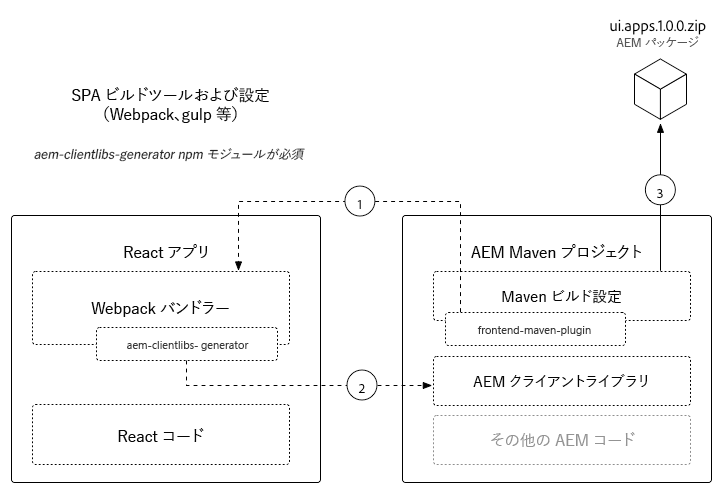 ui.apps.1.0.0.zip
AEM パッケージ
SPA ビルドツールおよび設定
（Webpack、gulp 等）
aem-clientlibs-generator npm モジュールが必須
1
3
React アプリ
Webpack バンドラー
aem-clientlibs- generator
2
React コード
AEM Maven プロジェクト
Maven ビルド設定
frontend-maven-plugin
AEM クライアントライブラリ
その他の AEM コード